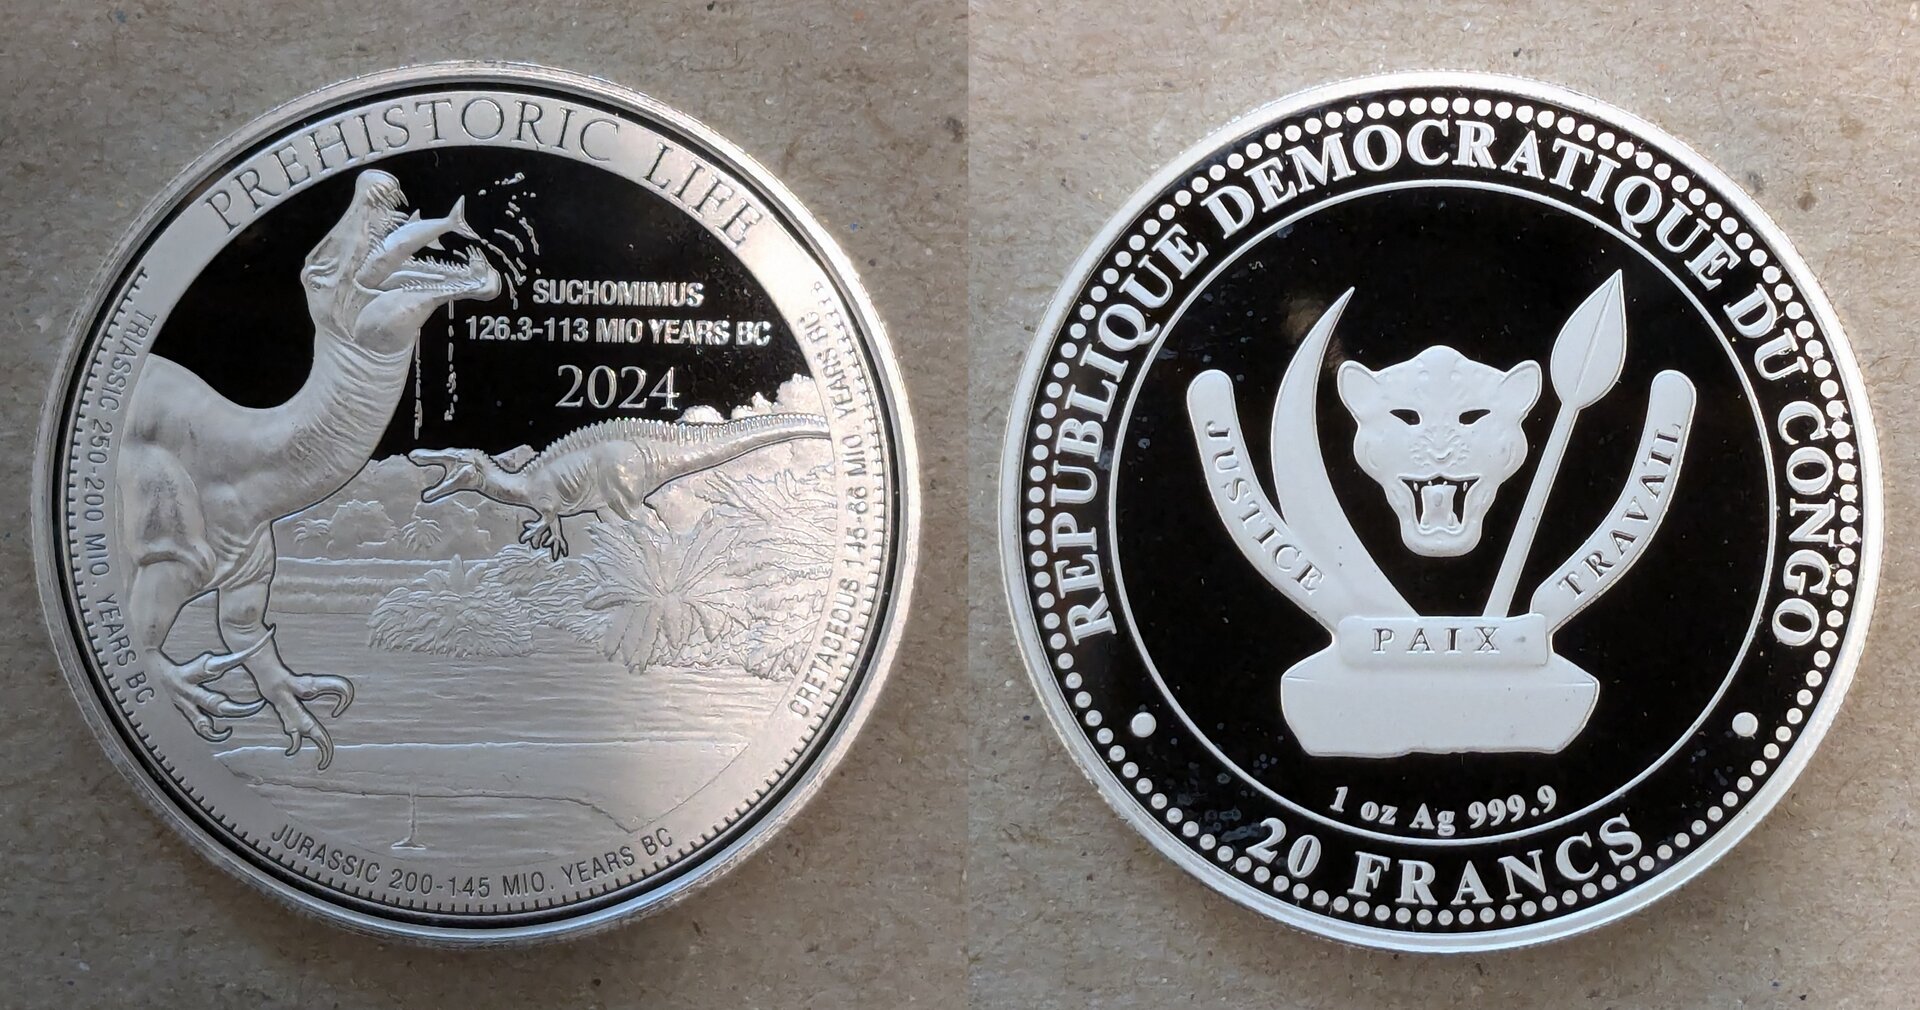 PREHISTORIC LIFE
SUCHOMIMUS
126.3-113 MIO YEARS BC
2024
TRIASSIC 250-200 MIO. YEARS BC
JURASSIC 200-145 MIO. YEARS BC
CRETACEOUS 145-66 MIO. YEARS BC
REPUBLIQUE DEMOCRATIQUE DU CONGO
JUSTICE
PAIX
TRAVAIL
1 oz Ag 999.9
20 FRANCS